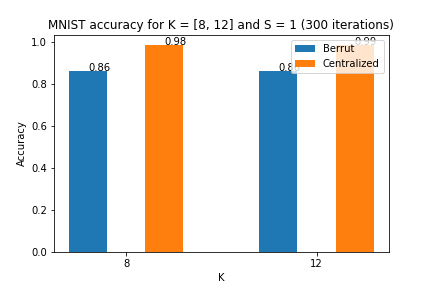 MNIST accuracy for K = [8, 12] and S = 1 (300 iterations)
1.0
0.8
0.6
0.4
0.2
0.0
Accuracy
0.86
0.98
Berrut
Centralized
8
12
K